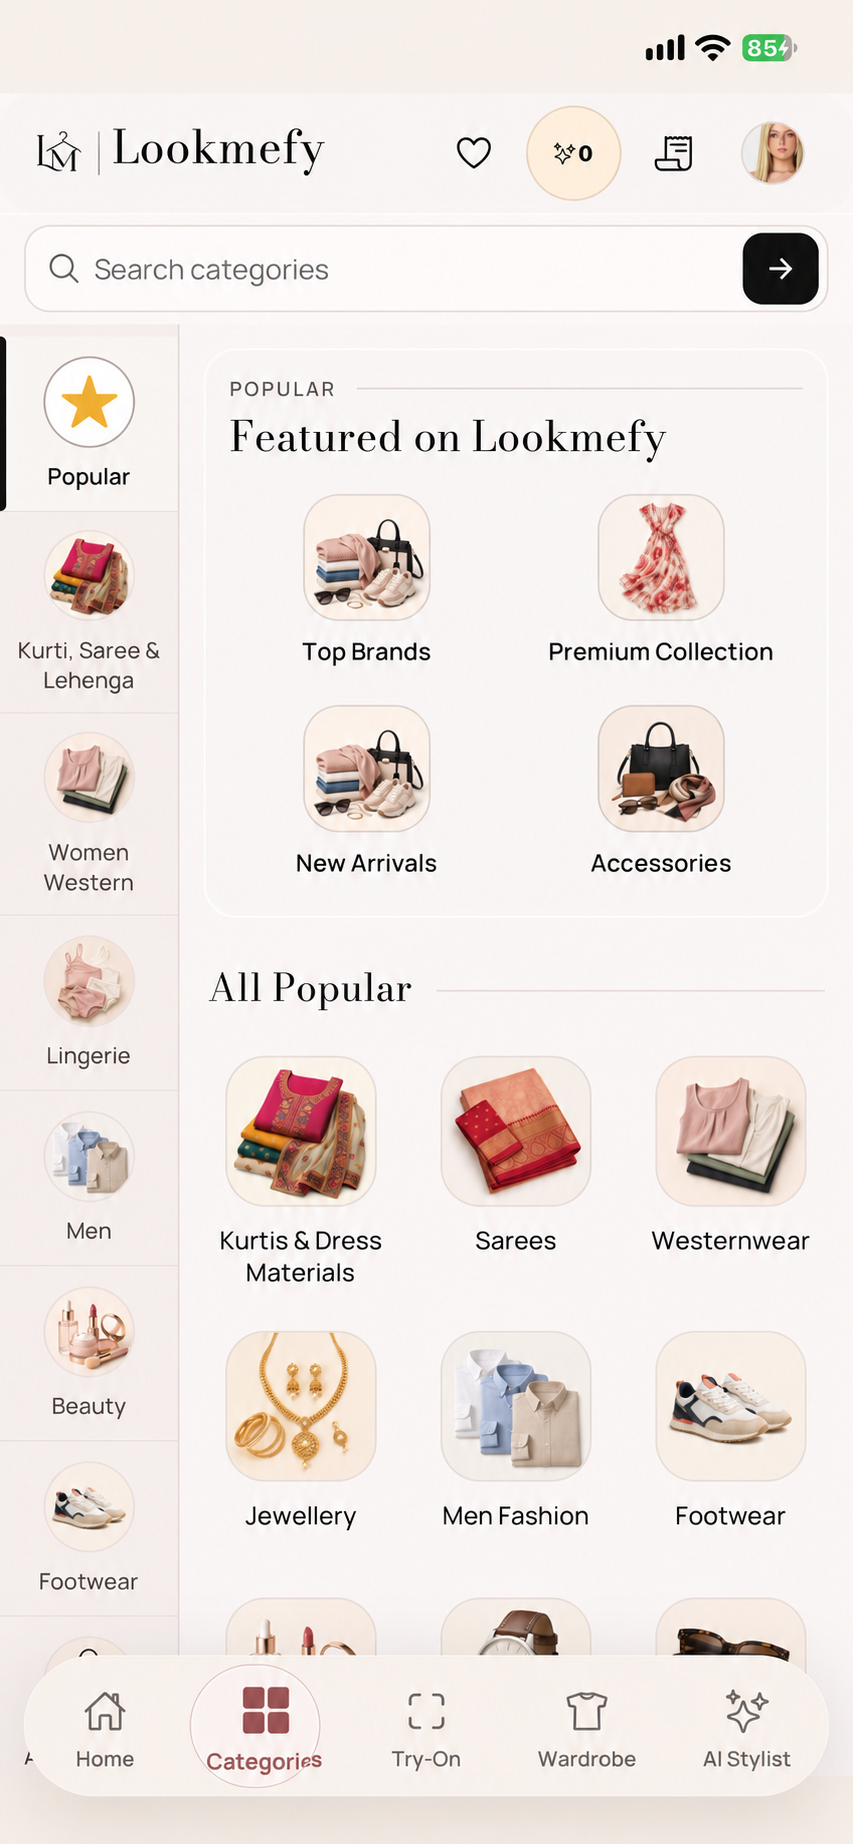 85
LM | Lookmefy
0
Search categories
Popular
Kurti, Saree &
Lehenga
Women
Western
Lingerie
Men
Beauty
Footwear
POPULAR
Featured on Lookmefy
Top Brands
Premium Collection
New Arrivals
Accessories
All Popular
Kurtis & Dress
Materials
Sarees
Westernwear
Jewellery
Men Fashion
Footwear
Home
Categories
Try-On
Wardrobe
AI Stylist